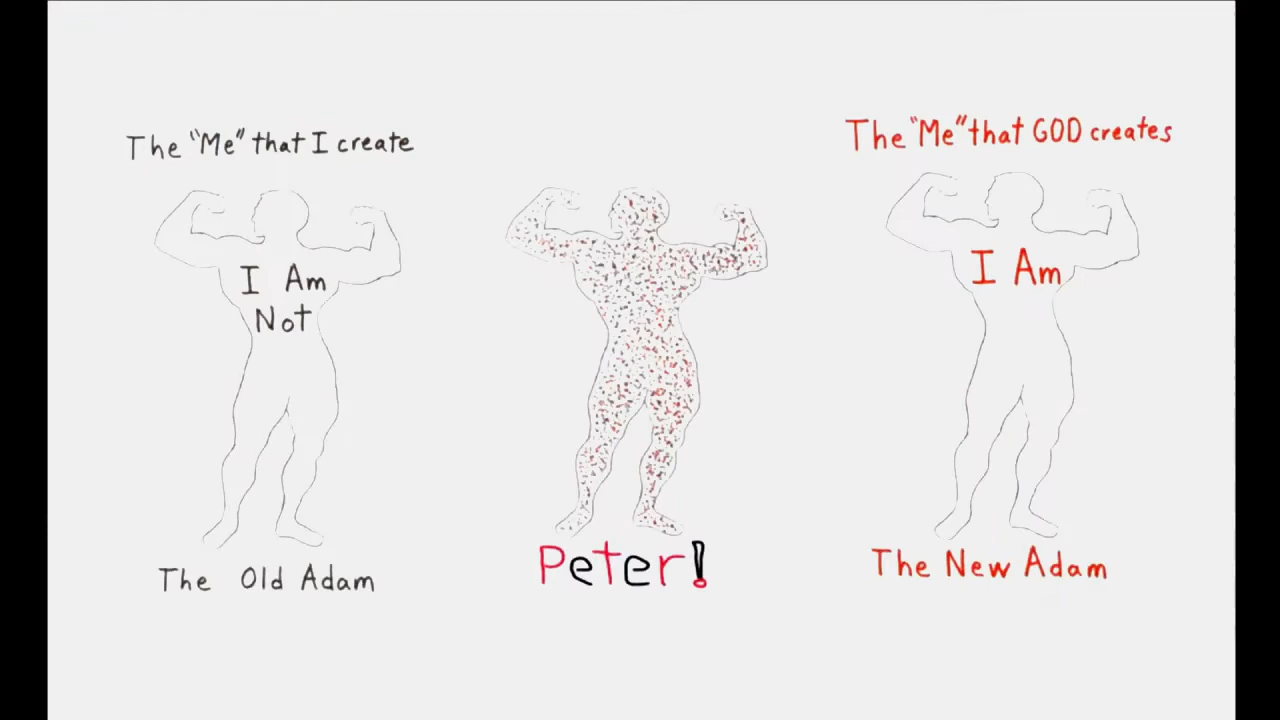 The "Me" that I create
I Am
Not
The Old Adam
Peter!
The "Me" that GOD creates
I Am
The New Adam